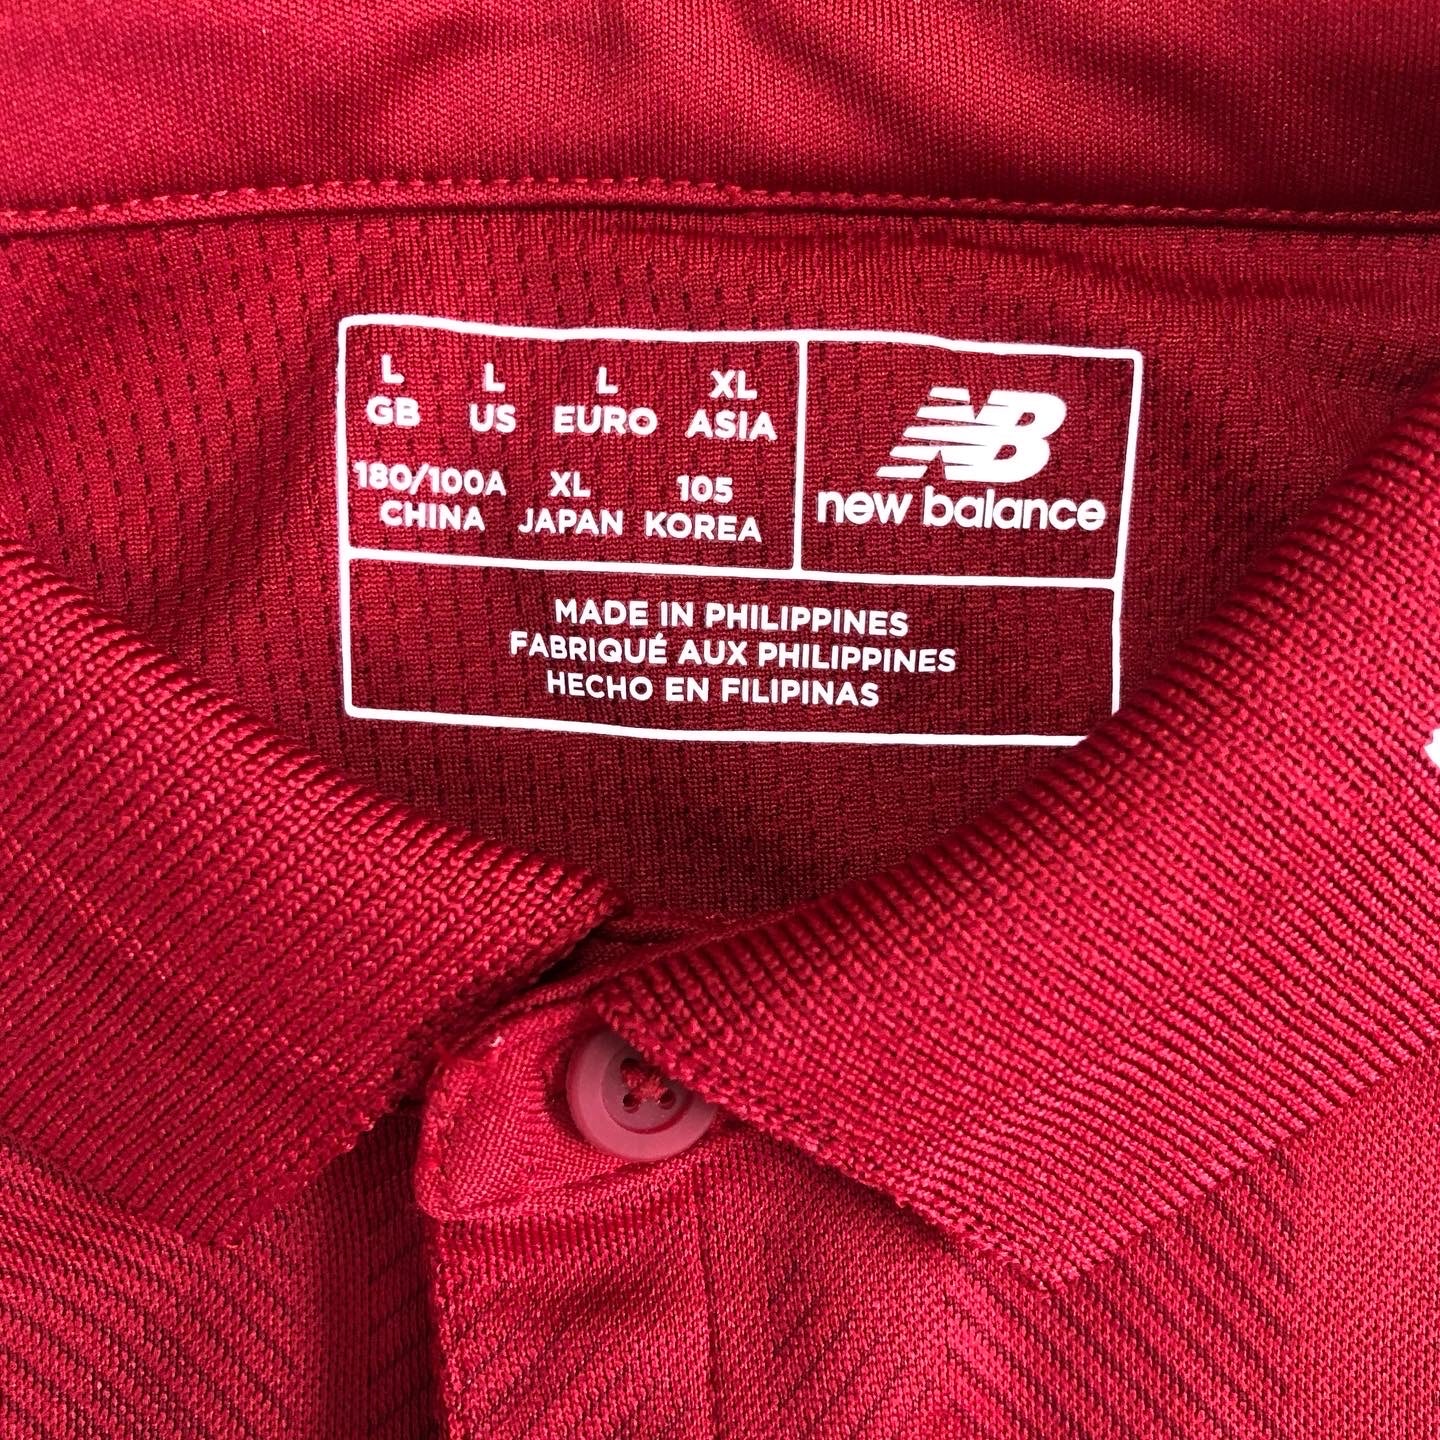 L L L XL
GB US EURO ASIA
180/100A XL 105
CHINA JAPAN KOREA
NB
new balance
MADE IN PHILIPPINES
FABRIQUÉ AUX PHILIPPINES
HECHO EN FILIPINAS